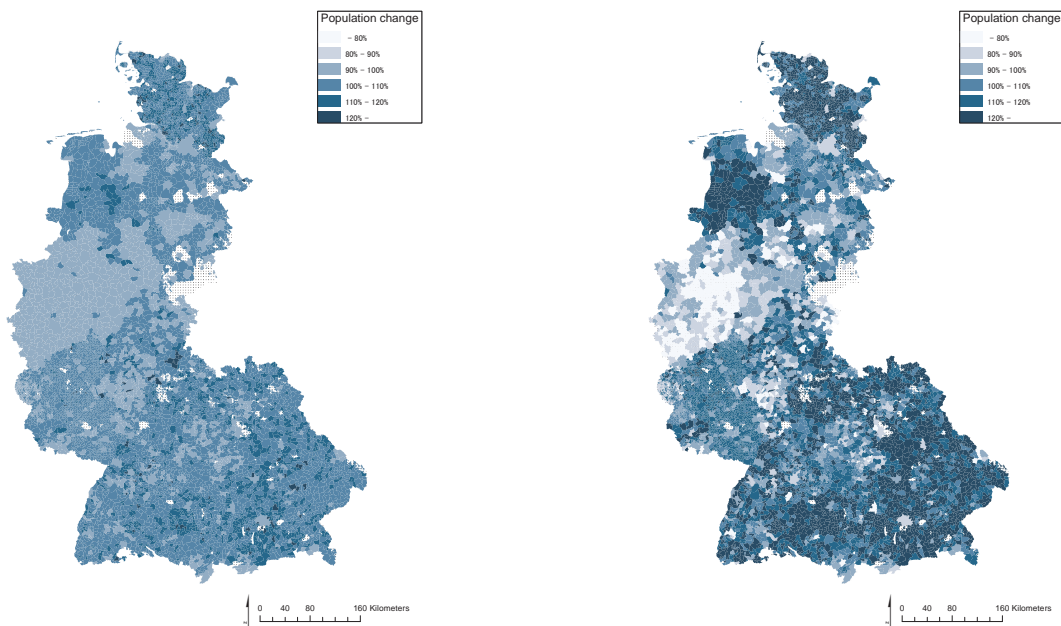 Population change
- 80%
80% - 90%
90% - 100%
100% - 110%
110% - 120%
120% -
0 40 80 160 Kilometers
Population change
- 80%
80% - 90%
90% - 100%
100% - 110%
110% - 120%
120% -
0 40 80 160 Kilometers